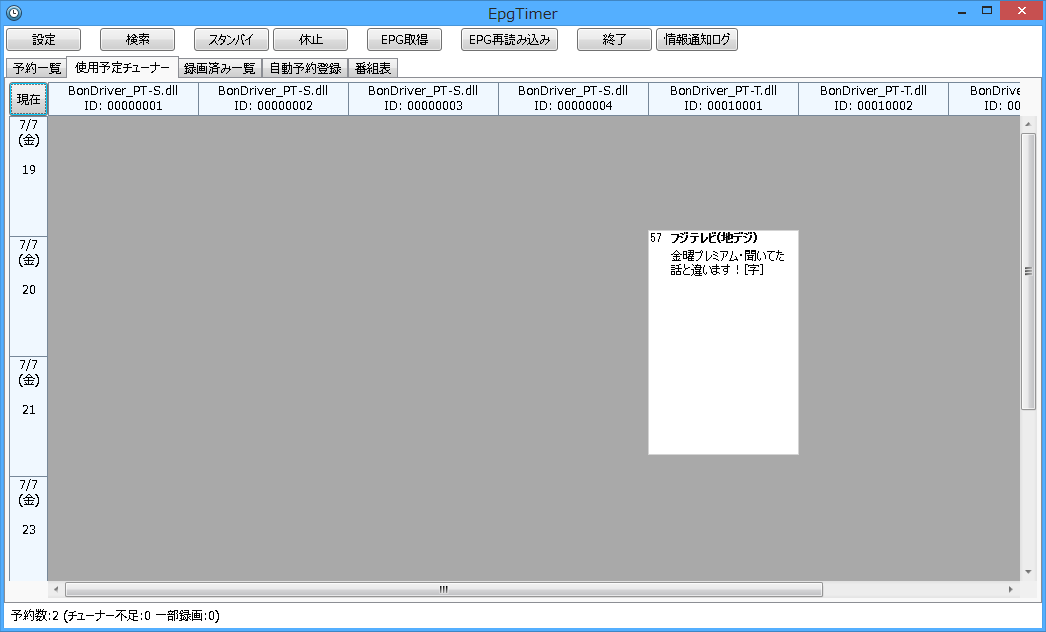 EpgTimer
設定 検索 スタンバイ 休止 EPG取得 EPG再読み込み 終了 情報通知ログ
予約一覧 使用予定チューナー 録画済み一覧 自動予約登録 番組表
現在
BonDriver_PT-S.dll
ID: 00000001
BonDriver_PT-S.dll
ID: 00000002
BonDriver_PT-S.dll
ID: 00000003
BonDriver_PT-S.dll
ID: 00000004
BonDriver_PT-T.dll
ID: 00010001
BonDriver_PT-T.dll
ID: 00010002
BonDrive
ID: 00
7/7
(金)
19
7/7
(金)
20
7/7
(金)
21
7/7
(金)
23
57 フジテレビ(地デジ)
金曜プレミアム・聞いてた
話と違います！[字]
予約数:2 (チューナー不足:0 一部録画:0)